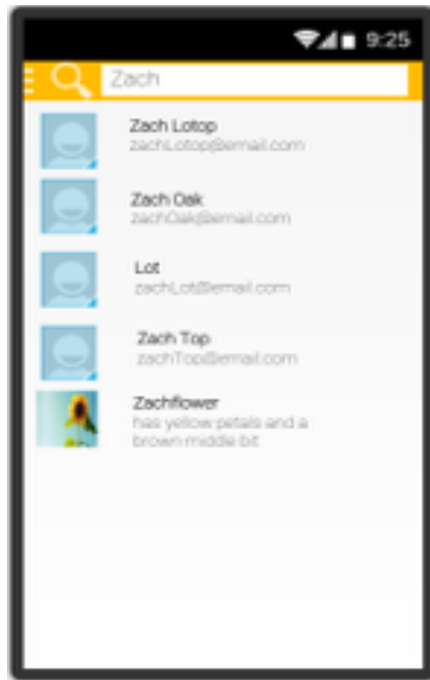 9:25
Zach
Zach Lotop
zachLotop@email.com
Zach Oak
zachOak@email.com
Lot
zachLot@email.com
Zach Top
zachTop@email.com
Zachflower
has yellow petals and a
brown middle bit